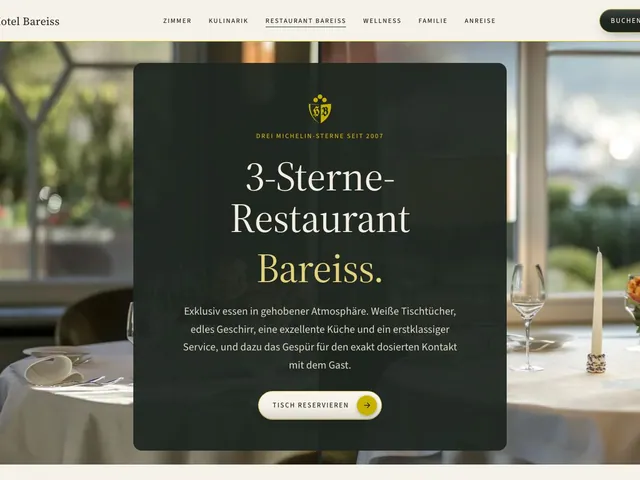 otel Bareiss
ZIMMER KULINARIK RESTAURANT BAREISS WELLNESS FAMILIE ANREISE
BUCHEN
DREI MICHELIN-STERNE SEIT 2007
3-Sterne-
Restaurant
Bareiss.
Exklusiv essen in gehobener Atmosphäre. Weiße Tischtücher,
edles Geschirr, eine exzellente Küche und ein erstklassiger
Service, und dazu das Gespür für den exakt dosierten Kontakt
mit dem Gast.
TISCH RESERVIEREN →